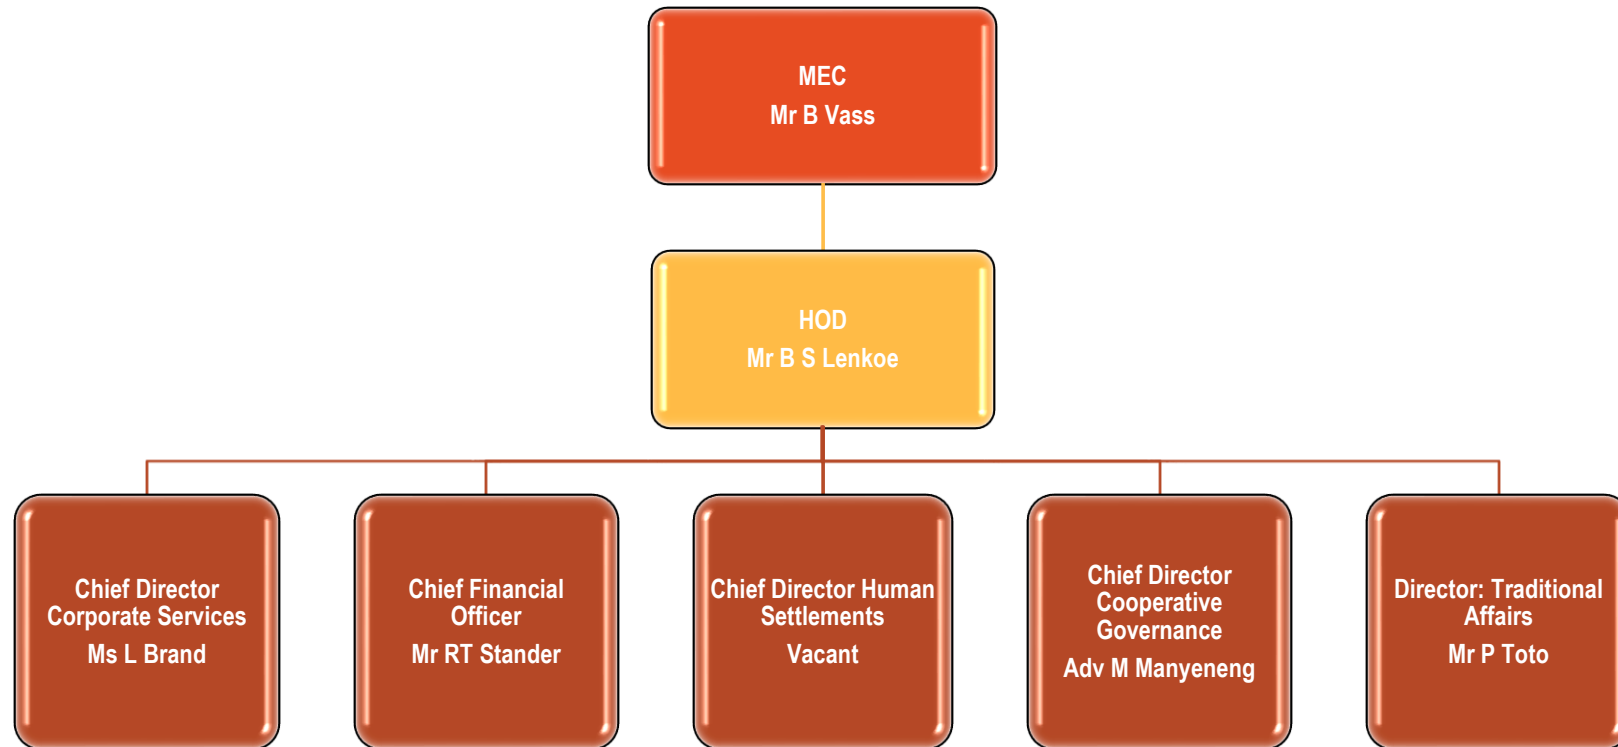 MEC
Mr B Vass
HOD
Mr B S Lenkoe
Chief Director
Corporate Services
Ms L Brand
Chief Financial
Officer
Mr RT Stander
Chief Director Human
Settlements
Vacant
Chief Director
Cooperative
Governance
Adv M Manyeneng
Director: Traditional
Affairs
Mr P Toto